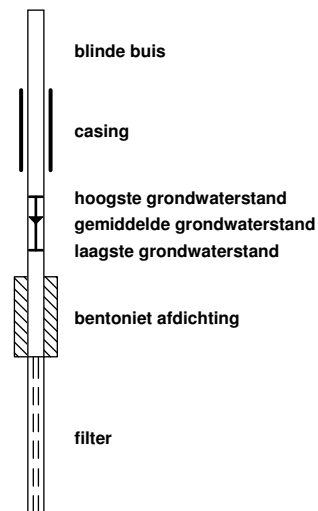 blinde buis
casing
hoogste grondwaterstand
gemiddelde grondwaterstand
laagste grondwaterstand
bentoniet afdichting
filter